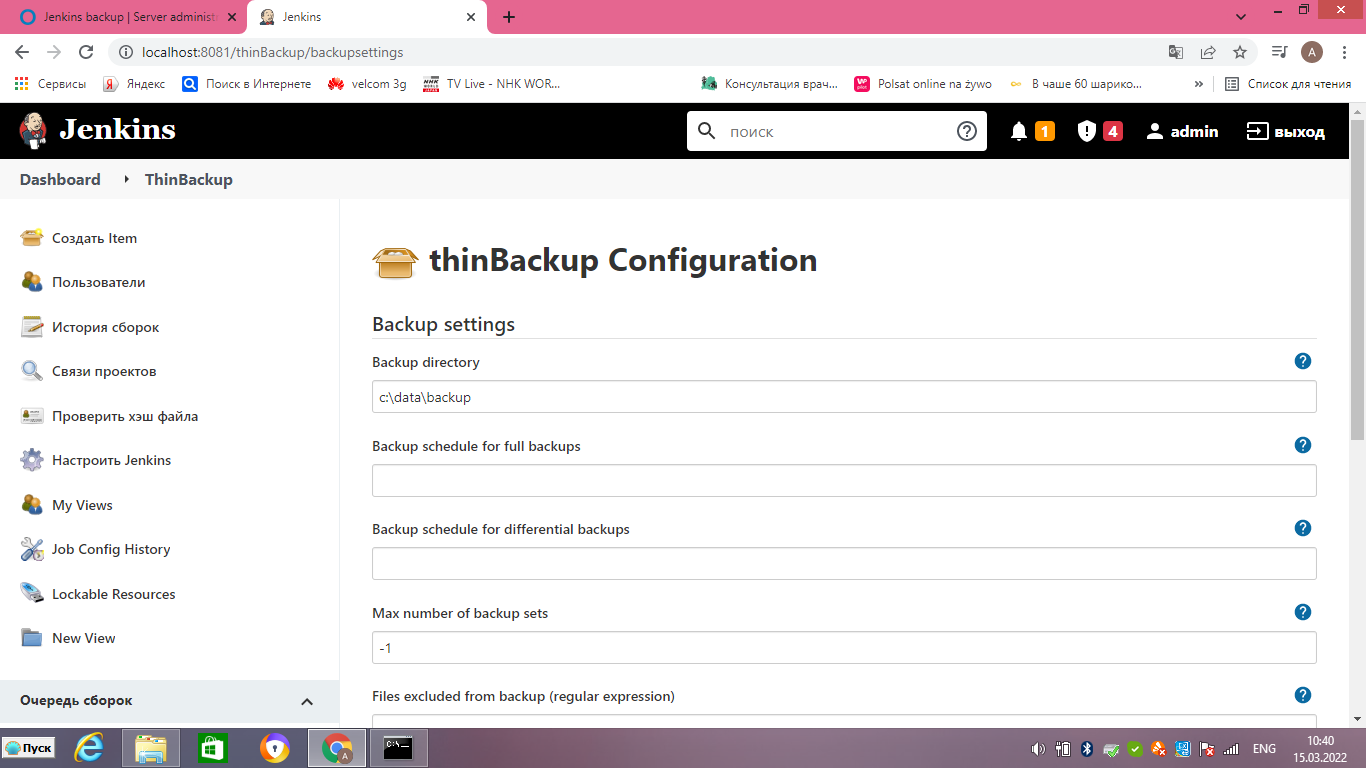 Jenkins backup | Server administr
Jenkins
localhost:8081/thinBackup/backupsettings
A
Сервисы
Яндекс
Поиск в Интернете
velcom 3g
TV Live - NHK WOR...
Консультация врач...
Polsat online na żywo
В чаше 60 шарико...
»
Список для чтения
Jenkins
поиск
1
4
admin
выход
Dashboard
ThinBackup
Создать Item
Пользователи
История сборок
Связи проектов
Проверить хэш файла
Настроить Jenkins
My Views
Job Config History
Lockable Resources
New View
Очередь сборок
thinBackup Configuration
Backup settings
Backup directory
c:\data\backup
Backup schedule for full backups
Backup schedule for differential backups
Max number of backup sets
-1
Files excluded from backup (regular expression)
Пуск
ENG
10:40
15.03.2022